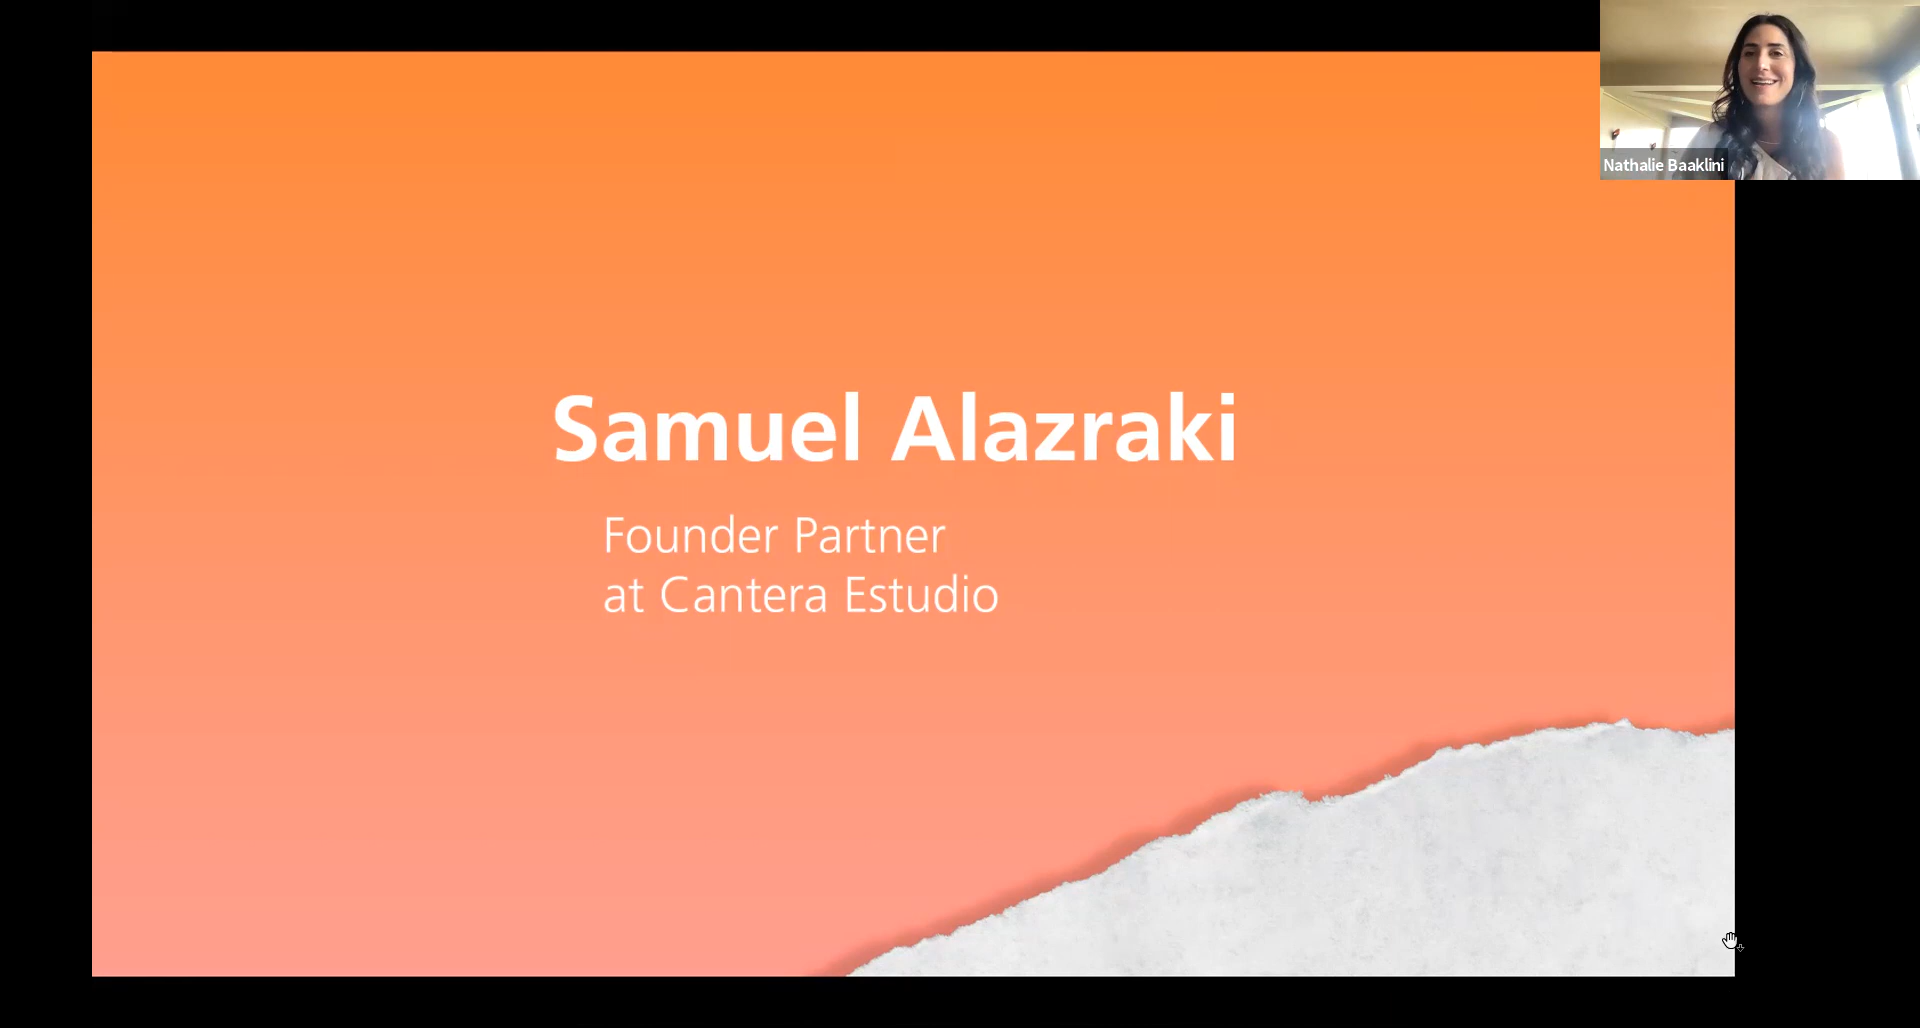 Samuel Alazraki
Founder Partner
at Cantera Estudio
Nathalie Baaklini